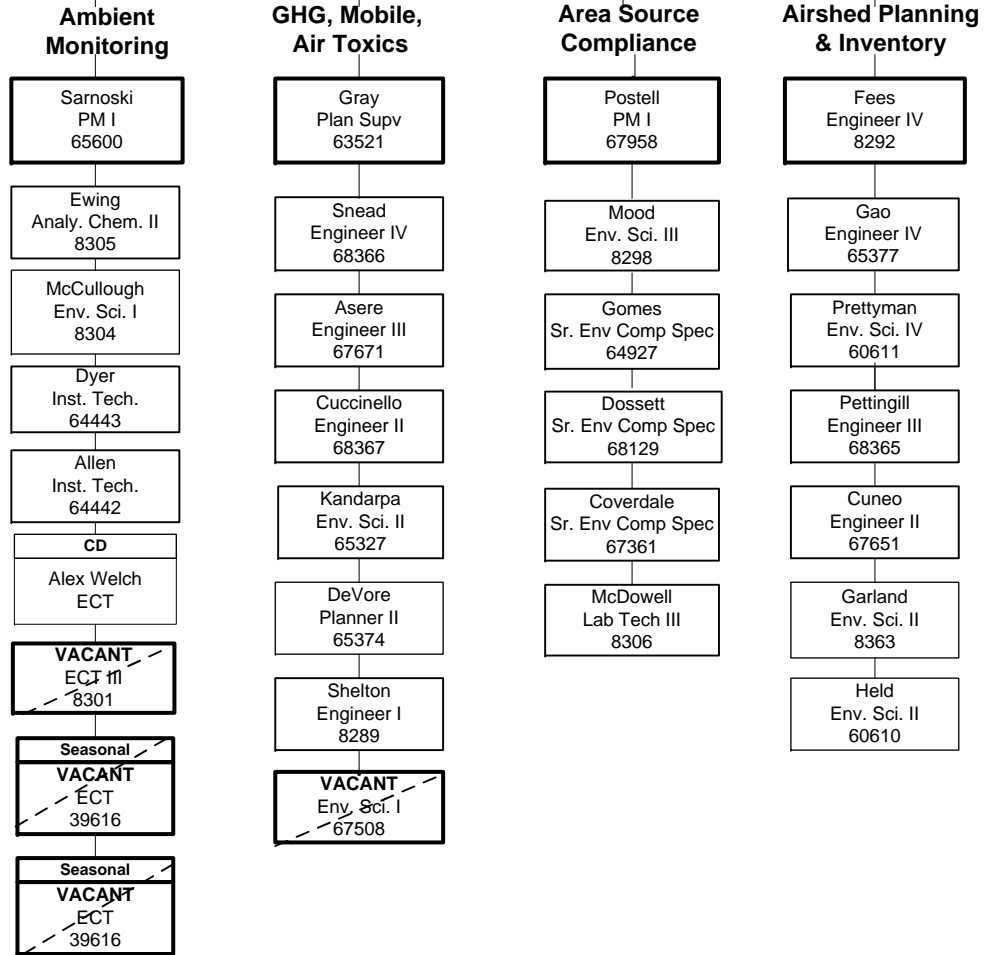 Ambient
Monitoring
Sarnoski
PM I
65600
Ewing
Analy. Chem. II
8305
McCullough
Env. Sci. I
8304
Dyer
Inst. Tech.
64443
Allen
Inst. Tech.
64442
CD
Alex Welch
ECT
VACANT
ECT III
8301
Seasonal
VACANT
ECT
39616
Seasonal
VACANT
ECT
39616
GHG, Mobile,
Air Toxics
Gray
Plan Supv
63521
Snead
Engineer IV
68366
Asere
Engineer III
67671
Cuccinello
Engineer II
68367
Kandarpa
Env. Sci. II
65327
DeVore
Planner II
65374
Shelton
Engineer I
8289
VACANT
Env. Sci. I
67508
Area Source
Compliance
Postell
PM I
67958
Mood
Env. Sci. III
8298
Gomes
Sr. Env Comp Spec
64927
Dossett
Sr. Env Comp Spec
68129
Coverdale
Sr. Env Comp Spec
67361
McDowell
Lab Tech III
8306
Airshed Planning
& Inventory
Fees
Engineer IV
8292
Gao
Engineer IV
65377
Prettyman
Env. Sci. IV
60611
Pettingill
Engineer III
68365
Cuneo
Engineer II
67651
Garland
Env. Sci. II
8363
Held
Env. Sci. II
60610